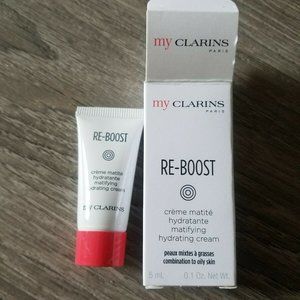 my CLARINS
PARIS
RE-BOOST
crème matité
hydratante
matifying
hydrating cream
peaux mixtes à grasses
combination to oily skin
5 mL 0.1 Oz. Net Wt.
RE-BOOST
crème matité
hydratante
matifying
hydrating cream
my CLARINS